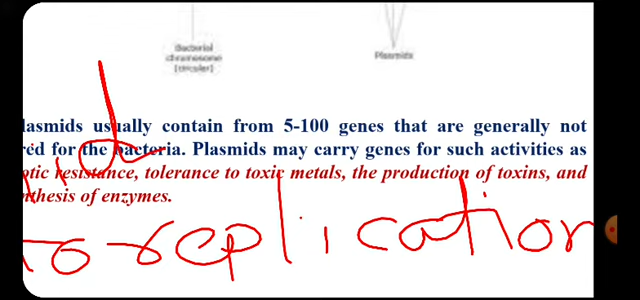 Bacterial
chromosome
(circular)
Plasmids
lasmids usually contain from 5-100 genes that are generally not
red for the bacteria. Plasmids may carry genes for such activities as
otic resistance, tolerance to toxic metals, the production of toxins, and
nthesis of enzymes.
replication